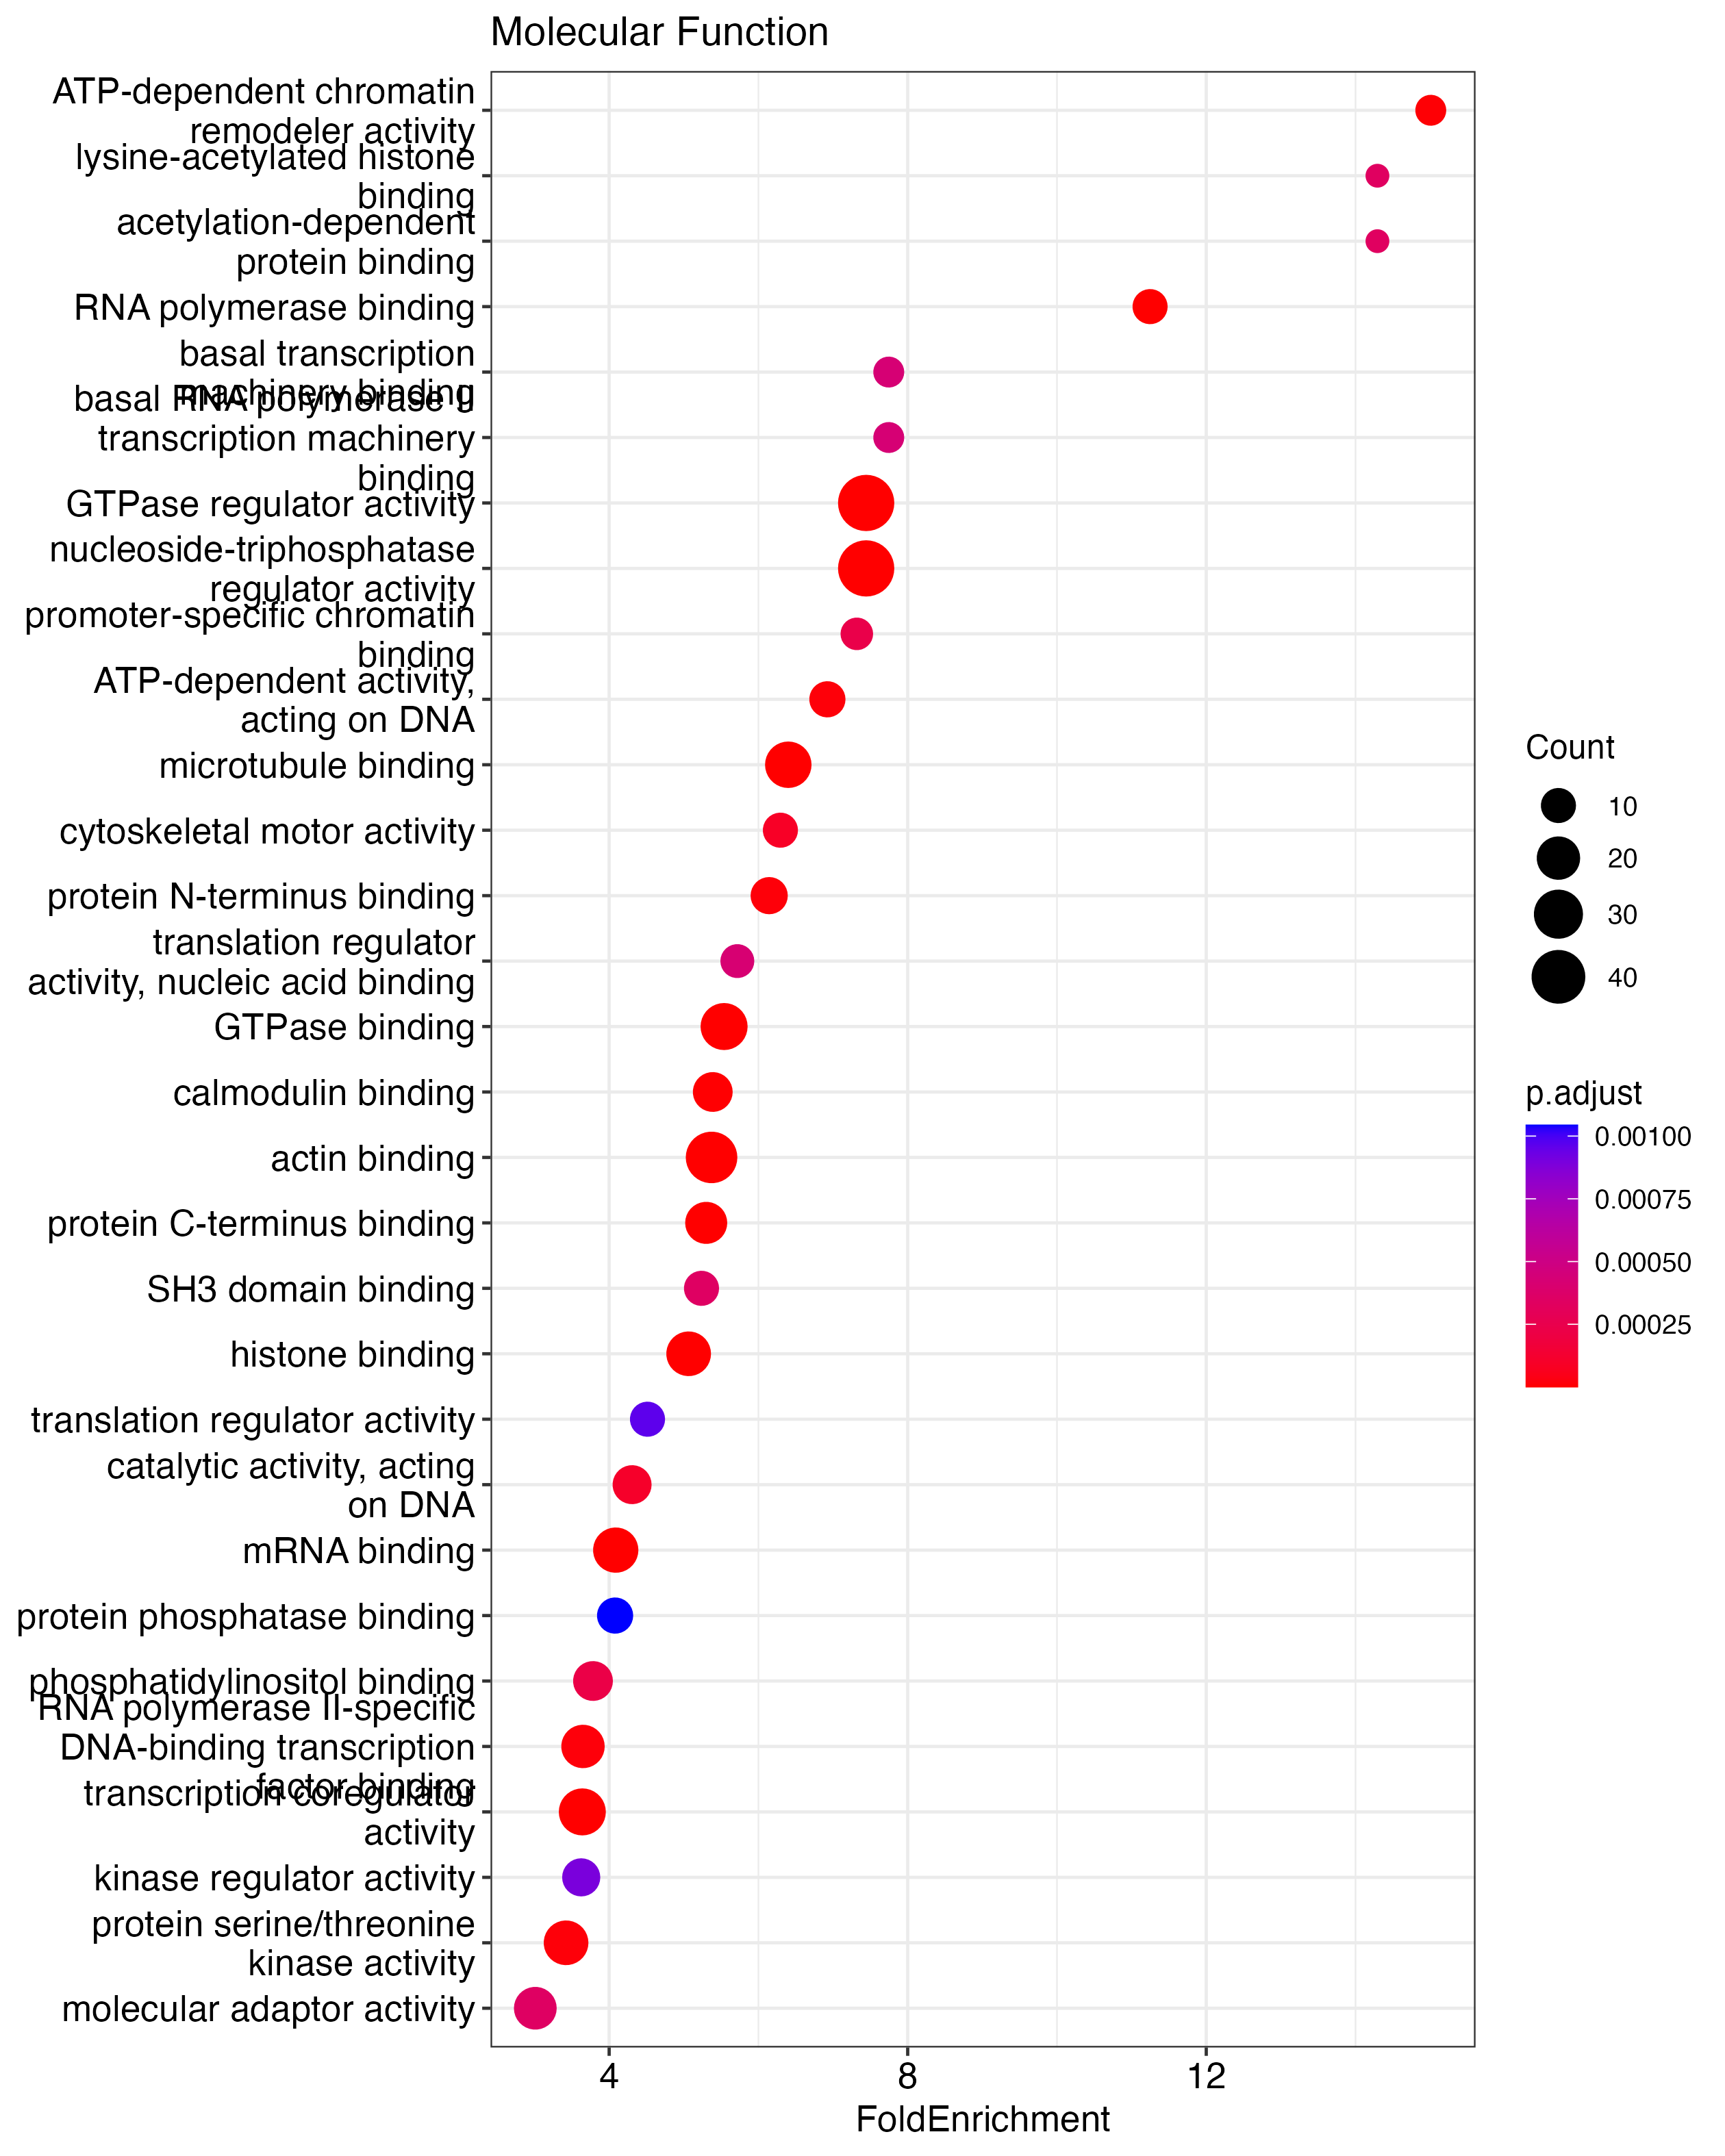 Molecular Function
ATP-dependent chromatin
remodeler activity
lysine-acetylated histone
binding
acetylation-dependent
protein binding
RNA polymerase binding
basal transcription
machinery binding
basal RNA polymerase II
transcription machinery
binding
GTPase regulator activity
nucleoside-triphosphatase
regulator activity
promoter-specific chromatin
binding
ATP-dependent activity,
acting on DNA
microtubule binding
cytoskeletal motor activity
protein N-terminus binding
translation regulator
activity, nucleic acid binding
GTPase binding
calmodulin binding
actin binding
protein C-terminus binding
SH3 domain binding
histone binding
translation regulator activity
catalytic activity, acting
on DNA
mRNA binding
protein phosphatase binding
phosphatidylinositol binding
RNA polymerase II-specific
DNA-binding transcription
factor binding
transcription coregulator
activity
kinase regulator activity
protein serine/threonine
kinase activity
molecular adaptor activity
4 8 12
FoldEnrichment
Count
10
20
30
40
p.adjust
0.00100
0.00075
0.00050
0.00025